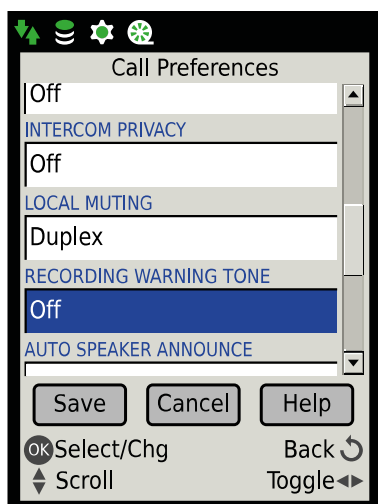 Call Preferences
Off
INTERCOM PRIVACY
Off
LOCAL MUTING
Duplex
RECORDING WARNING TONE
Off
AUTO SPEAKER ANNOUNCE
Save Cancel Help
OK Select/Chg Back
Scroll Toggle